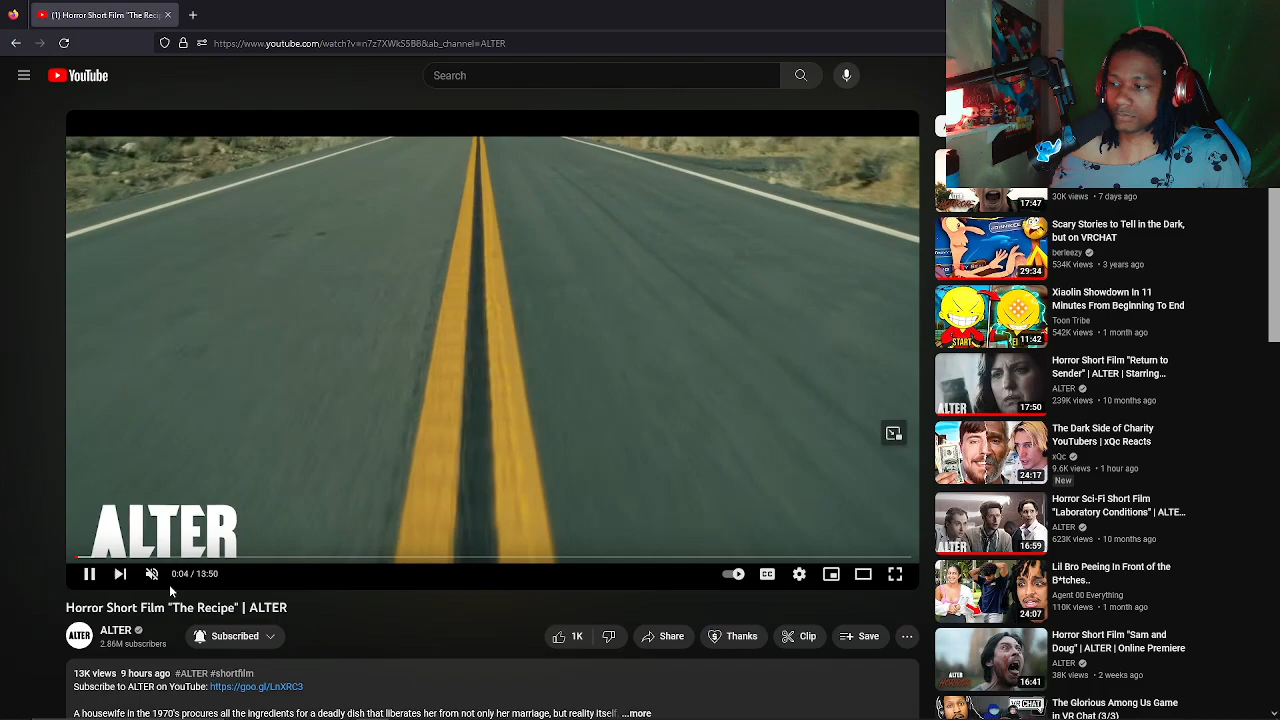 (1) Horror Short Film "The Recip
https://www.youtube.com/watch?v=n7z7XWkS5B8&ab_channel=ALTER
YouTube
Search
ALTER
0:04 / 13:50
CC
Horror Short Film "The Recipe" | ALTER
ALTER
ALTER
2.86M subscribers
Subscribed
1K
Share
Thanks
Clip
Save
13K views 9 hours ago #ALTER #shortfilm
Subscribe to ALTER on YouTube: https://goo.gl/LnXRC3
A housewife in the 1970's procures all the ingredients needed for a dish that liberates her from not only her marriage, but reality itself ...more
17:47
30K views • 7 days ago
29:34
Scary Stories to Tell in the Dark,
but on VRCHAT
berleezy
534K views • 3 years ago
START
11:42
Xiaolin Showdown In 11
Minutes From Beginning To End
Toon Tribe
542K views • 1 month ago
ALTER
17:50
Horror Short Film "Return to
Sender" | ALTER | Starring...
ALTER
239K views • 10 months ago
24:17
The Dark Side of Charity
YouTubers | xQc Reacts
xQc
9.6K views • 1 hour ago
New
ALTER
16:59
Horror Sci-Fi Short Film
"Laboratory Conditions" | ALTE...
ALTER
623K views • 10 months ago
24:07
Lil Bro Peeing In Front of the
B*tches..
Agent 00 Everything
110K views • 1 month ago
16:41
Horror Short Film "Sam and
Doug" | ALTER | Online Premiere
ALTER
38K views • 2 weeks ago
VRCHAT
The Glorious Among Us Game
in VR Chat (3/3)